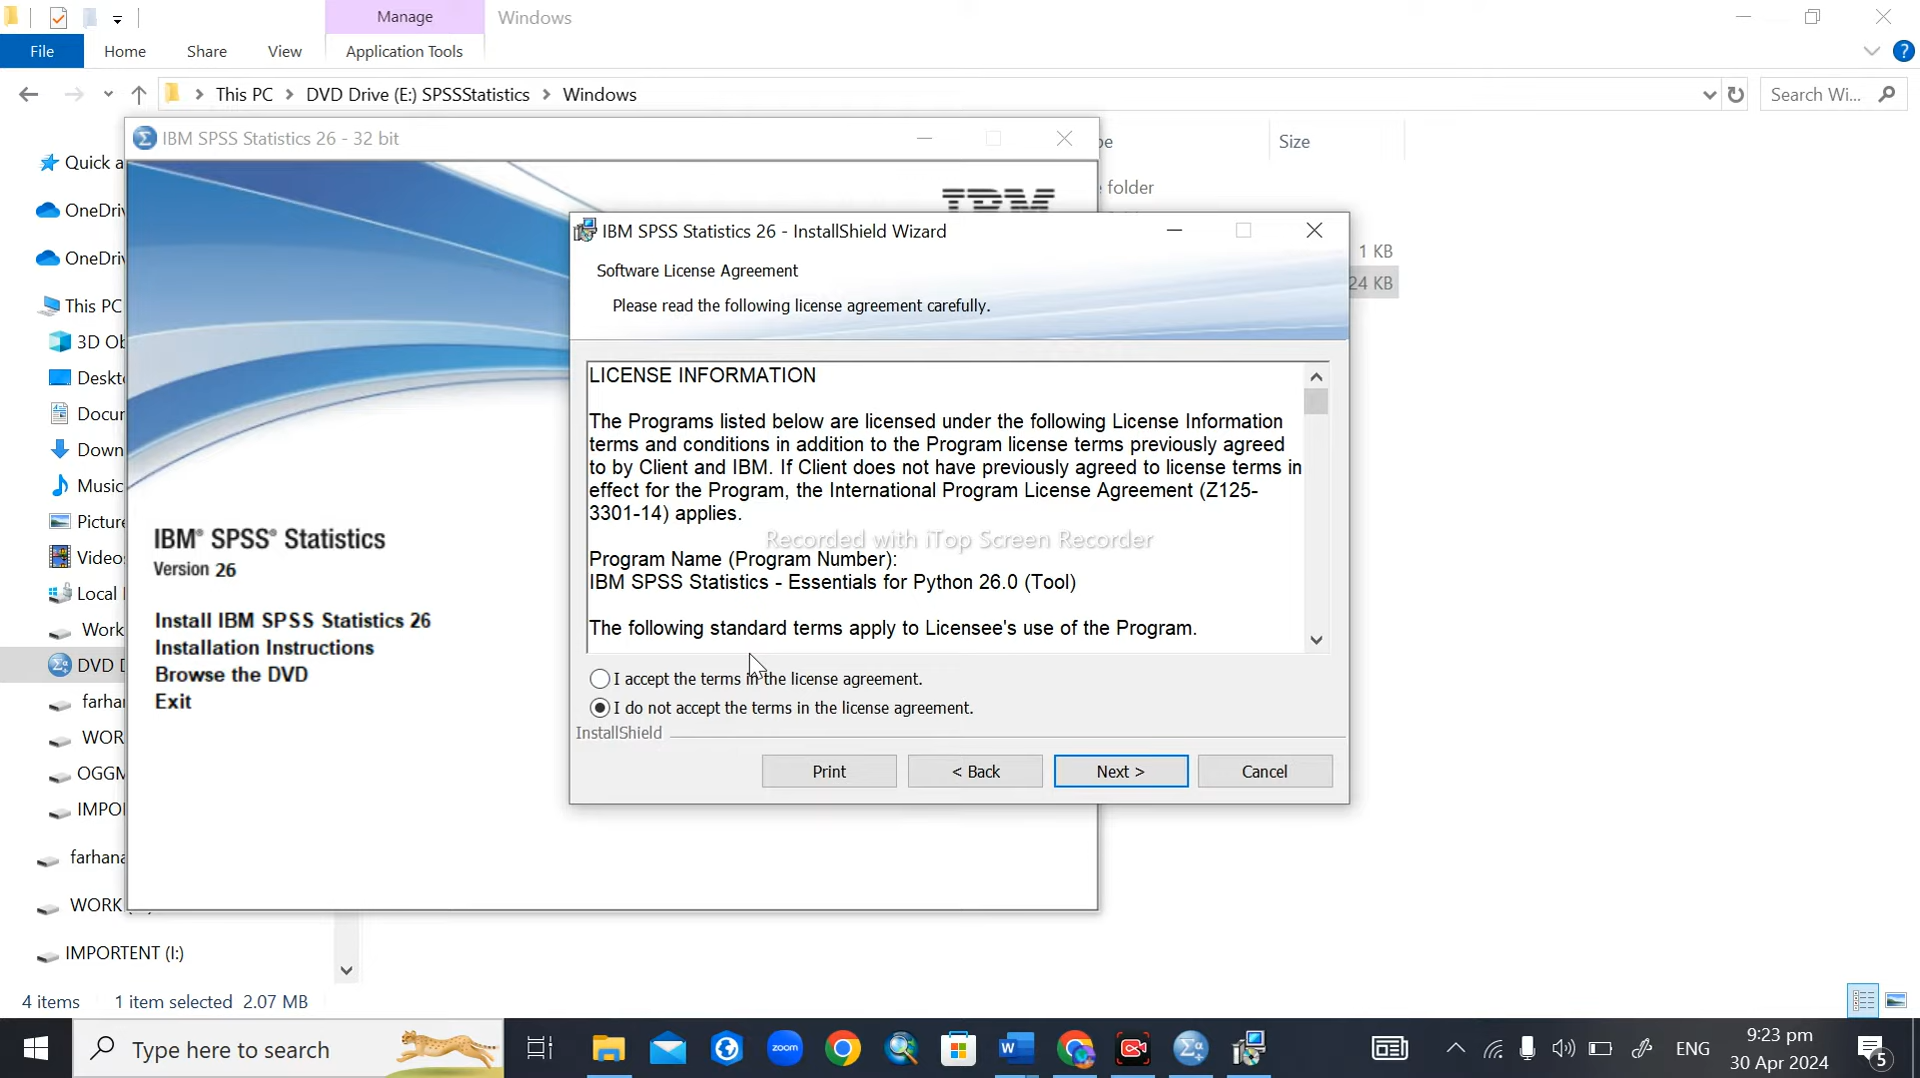 Manage
Windows
File
Home
Share
View
Application Tools
This PC
DVD Drive (E:) SPSSStatistics
Windows
Search Wi...
IBM SPSS Statistics 26 - 32 bit
Size
Quick a
folder
IBM
OneDriv
IBM SPSS Statistics 26 - InstallShield Wizard
1 KB
OneDriv
Software License Agreement
24 KB
This PC
Please read the following license agreement carefully.
3D Ob
Deskto
Docur
Down
Music
Picture
Video
Local
Work
DVD D
farhan
WOR
OGGM
IMPO
farhana
WORK
IMPORTENT (I:)
LICENSE INFORMATION
The Programs listed below are licensed under the following License Information
terms and conditions in addition to the Program license terms previously agreed
to by Client and IBM. If Client does not have previously agreed to license terms in
effect for the Program, the International Program License Agreement (Z125-
3301-14) applies.
Recorded with iTop Screen Recorder
Program Name (Program Number):
IBM SPSS Statistics - Essentials for Python 26.0 (Tool)
The following standard terms apply to Licensee's use of the Program.
I accept the terms in the license agreement.
I do not accept the terms in the license agreement.
InstallShield
Print
< Back
Next >
Cancel
IBM® SPSS® Statistics
Version 26
Install IBM SPSS Statistics 26
Installation Instructions
Browse the DVD
Exit
4 items
1 item selected 2.07 MB
Type here to search
zoom
ENG
9:23 pm
30 Apr 2024
5